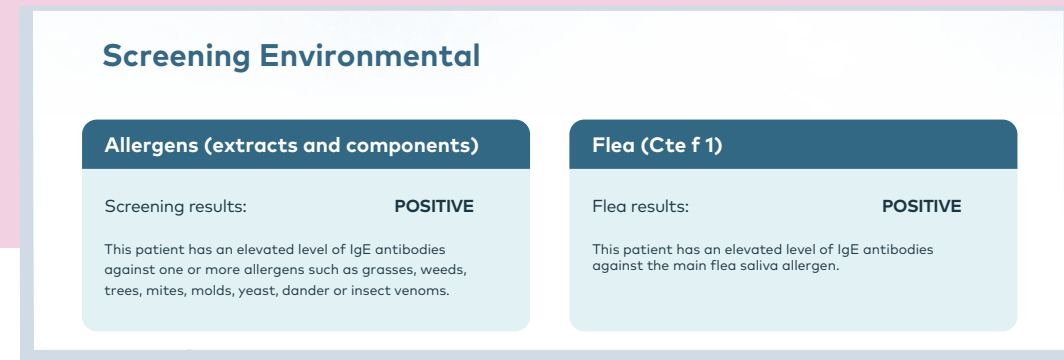 Screening Environmental
Allergens (extracts and components)
Screening results: POSITIVE
This patient has an elevated level of IgE antibodies
against one or more allergens such as grasses, weeds,
trees, mites, molds, yeast, dander or insect venoms.
Flea (Cte f 1)
Flea results: POSITIVE
This patient has an elevated level of IgE antibodies
against the main flea saliva allergen.